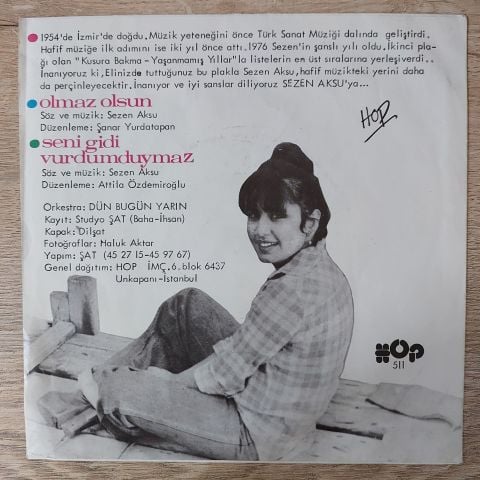 1954'de İzmir'de doğdu. Müzik yeteneğini önce Türk Sanat Müziği dalında geliştirdi.
Hafif müziğe ilk adımını ise iki yıl önce attı. 1976 Sezen'in şanslı yılı oldu. İkinci pla
ğı olan "Kusura Bakma - Yaşanmamış Yıllar"la listelerin en üst sıralarına yerleşiverdi..
İnanıyoruz ki, Elinizde tuttuğunuz bu plakla Sezen Aksu, hafif müzikteki yerini daha
da perçinleyecektir. İnanıyor ve iyi sanslar diliyoruz SEZEN AKSU'ya...
olmaz olsun
Söz ve müzik: Sezen Aksu
Düzenleme: Şanar Yurdatapan
HOP
seni gidi
vurdumduymaz
Söz ve müzik: Sezen Aksu
Düzenleme: Attila Özdemiroğlu
Orkestra: DÜN BUGÜN YARIN
Kayıt: Studyo ŞAT (Baha-İhsan)
Kapak: Dilşat
Fotoğraflar: Haluk Aktar
Yapım: ŞAT (45 27 15-45 97 67)
Genel dağıtım: HOP İMÇ.6.blok 6437
Unkapanı-İstanbul
HOP
511